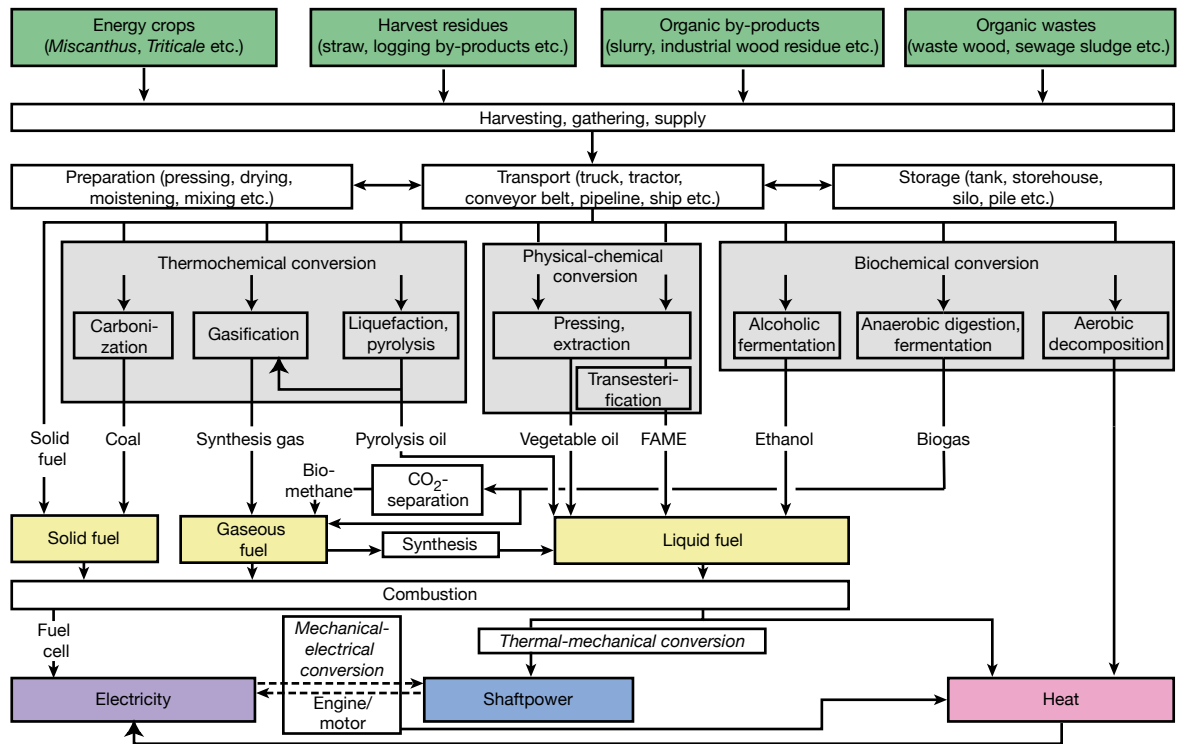 Energy crops
(Miscanthus, Triticale etc.)
Harvest residues
(straw, logging by-products etc.)
Organic by-products
(slurry, industrial wood residue etc.)
Organic wastes
(waste wood, sewage sludge etc.)
Harvesting, gathering, supply
Preparation (pressing, drying,
moistening, mixing etc.)
Transport (truck, tractor,
conveyor belt, pipeline, ship etc.)
Storage (tank, storehouse,
silo, pile etc.)
Thermochemical conversion
Physical-chemical
conversion
Biochemical conversion
Carboni-
zation
Gasification
Liquefaction,
pyrolysis
Pressing,
extraction
Transesteri-
fication
Alcoholic
fermentation
Anaerobic digestion,
fermentation
Aerobic
decomposition
Solid
fuel
Coal
Synthesis gas
Pyrolysis oil
Vegetable oil
FAME
Ethanol
Biogas
Bio-
methane
CO2-
separation
Solid fuel
Gaseous
fuel
Synthesis
Liquid fuel
Combustion
Fuel
cell
Mechanical-
electrical
conversion
Engine/
motor
Thermal-mechanical conversion
Electricity
Shaftpower
Heat